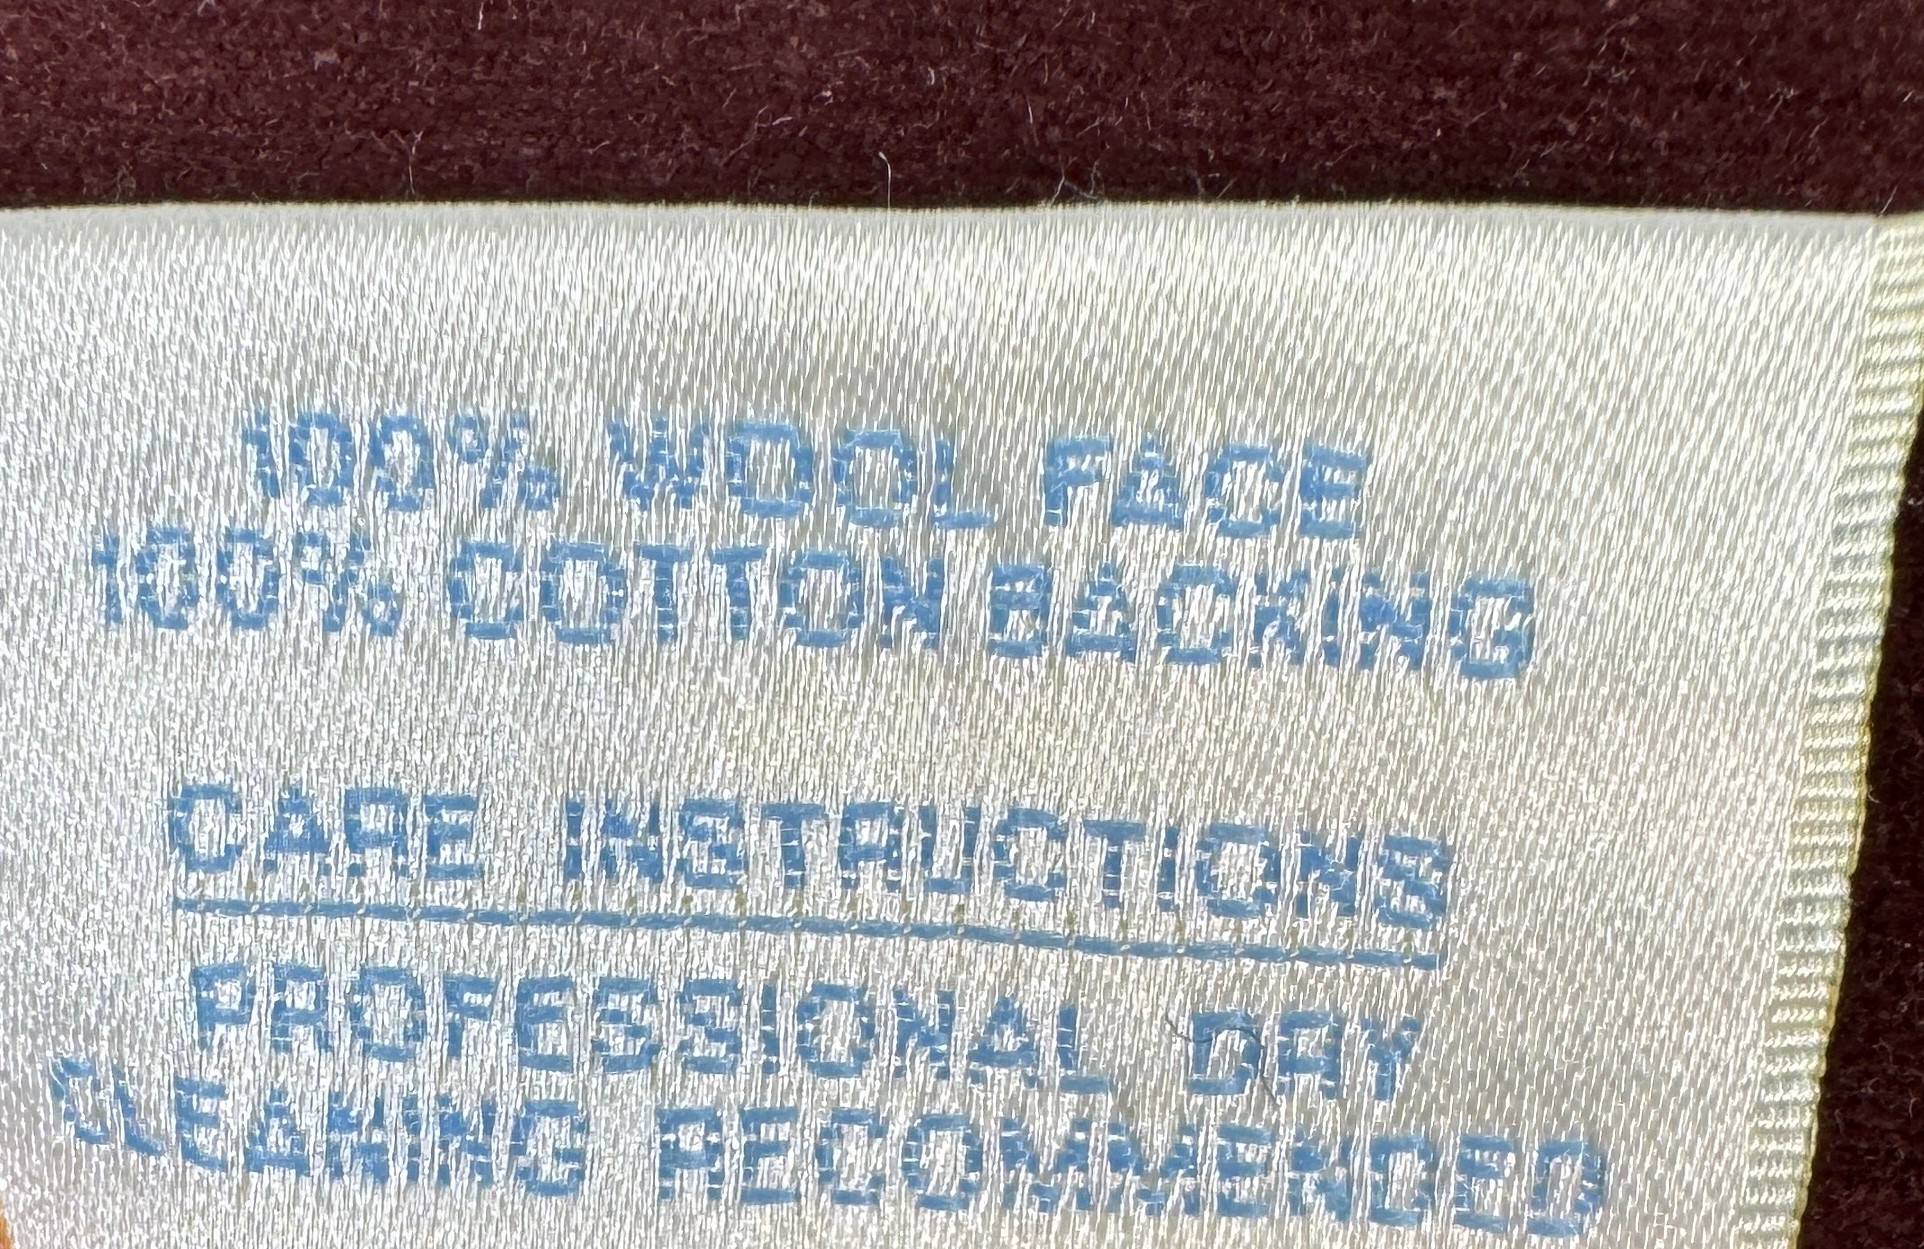 100% WOOL FACE
100% COTTON BACKING
CARE INSTRUCTIONS
PROFESSIONAL DRY
CLEANING RECOMMENDED